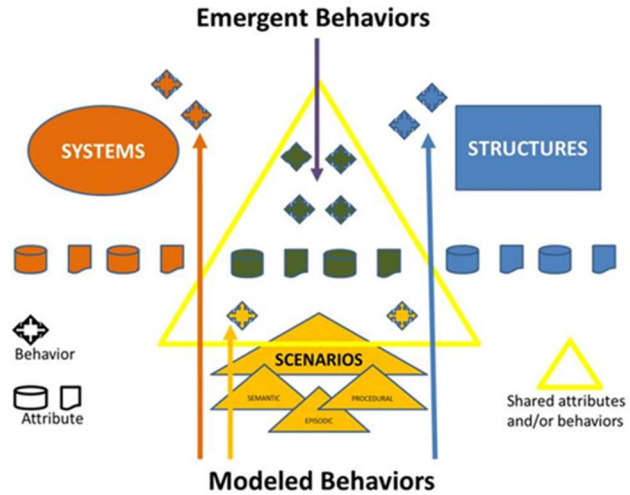 Emergent Behaviors
SYSTEMS
STRUCTURES
Behavior
Attribute
SCENARIOS
SEMANTIC
PROCEDURAL
EPISODIC
Shared attributes
and/or behaviors
Modeled Behaviors